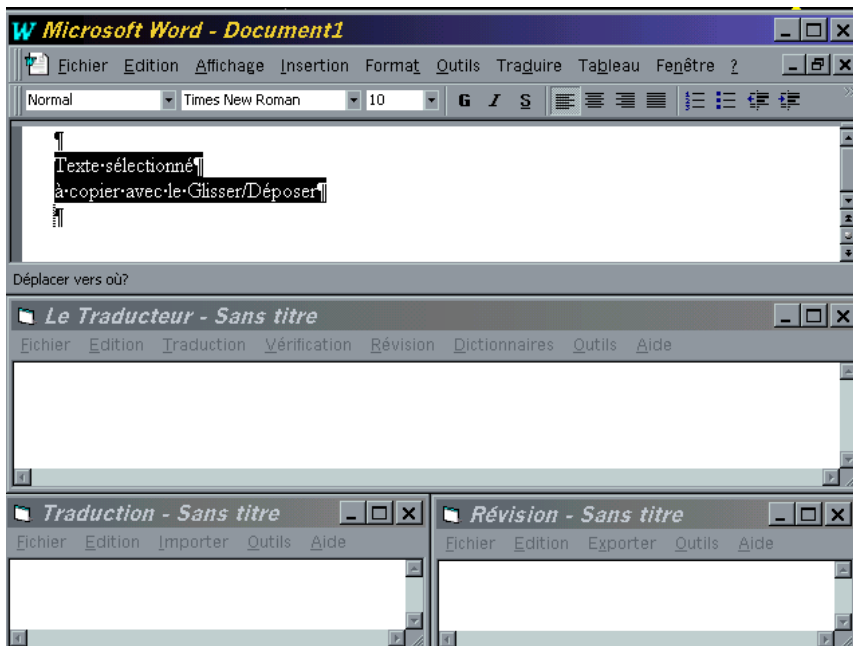 W Microsoft Word - Document1
Fichier Edition Affichage Insertion Format Outils Traduire Tableau Fenêtre ?
Normal Times New Roman 10 G I S
¶
Texte·sélectionné¶
à·copier·avec·le·Glisser/Déposer¶
¶
Déplacer vers où?
Le Traducteur - Sans titre
Fichier Edition Traduction Vérification Révision Dictionnaires Outils Aide
Traduction - Sans titre
Fichier Edition Importer Outils Aide
Révision - Sans titre
Fichier Edition Exporter Outils Aide